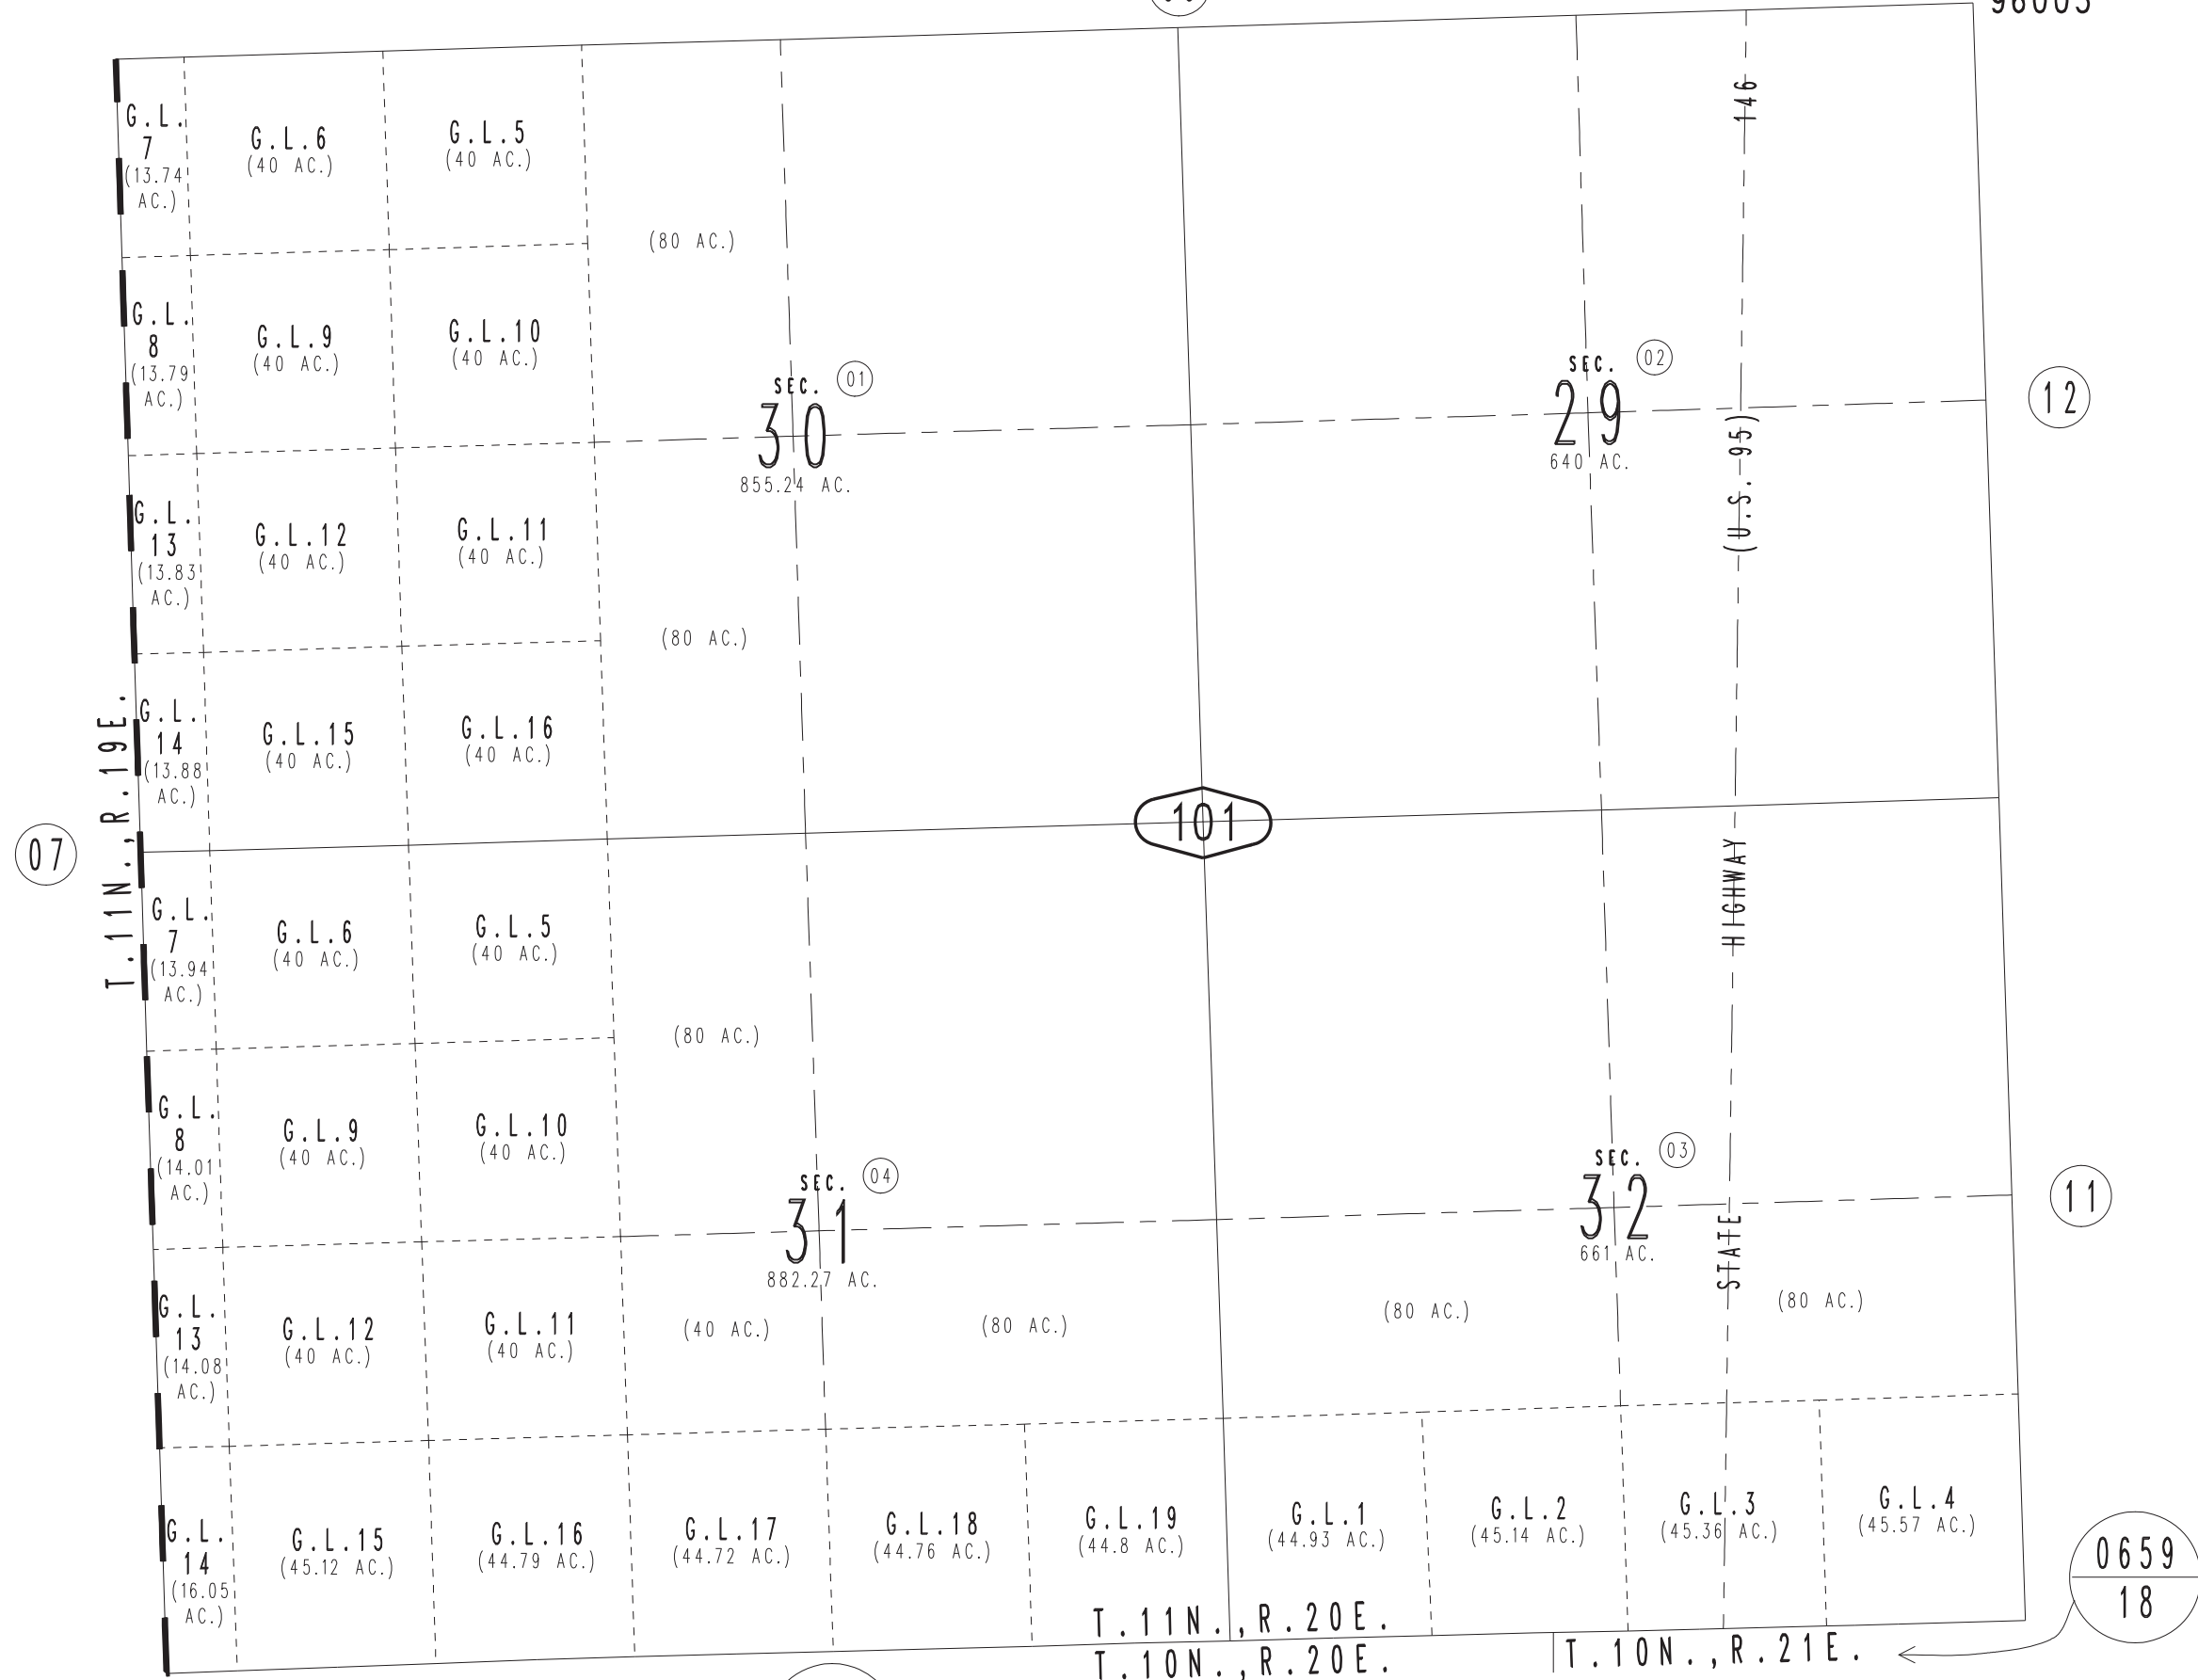 96005
G.L.
7
(13.74
AC.)
G.L.6
(40 AC.)
G.L.5
(40 AC.)
(80 AC.)
146
G.L.
8
(13.79
AC.)
G.L.9
(40 AC.)
G.L.10
(40 AC.)
SEC.
01
30
855.24 AC.
SEC.
02
29
640 AC.
(U.S. 95)
12
G.L.
13
(13.83
AC.)
G.L.12
(40 AC.)
G.L.11
(40 AC.)
(80 AC.)
G.L.
14
(13.88
AC.)
G.L.15
(40 AC.)
G.L.16
(40 AC.)
101
T.11N.,R.19E.
07
HIGHWAY
G.L.
7
(13.94
AC.)
G.L.6
(40 AC.)
G.L.5
(40 AC.)
(80 AC.)
G.L.
8
(14.01
AC.)
G.L.9
(40 AC.)
G.L.10
(40 AC.)
SEC.
04
31
882.27 AC.
SEC.
03
32
661 AC.
11
STATE
G.L.
13
(14.08
AC.)
G.L.12
(40 AC.)
G.L.11
(40 AC.)
(40 AC.)
(80 AC.)
(80 AC.)
(80 AC.)
G.L.
14
(16.05
AC.)
G.L.15
(45.12 AC.)
G.L.16
(44.79 AC.)
G.L.17
(44.72 AC.)
G.L.18
(44.76 AC.)
G.L.19
(44.8 AC.)
G.L.1
(44.93 AC.)
G.L.2
(45.14 AC.)
G.L.3
(45.36 AC.)
G.L.4
(45.57 AC.)
0659
18
T.11N.,R.20E.
T.10N.,R.20E.
T.10N.,R.21E.